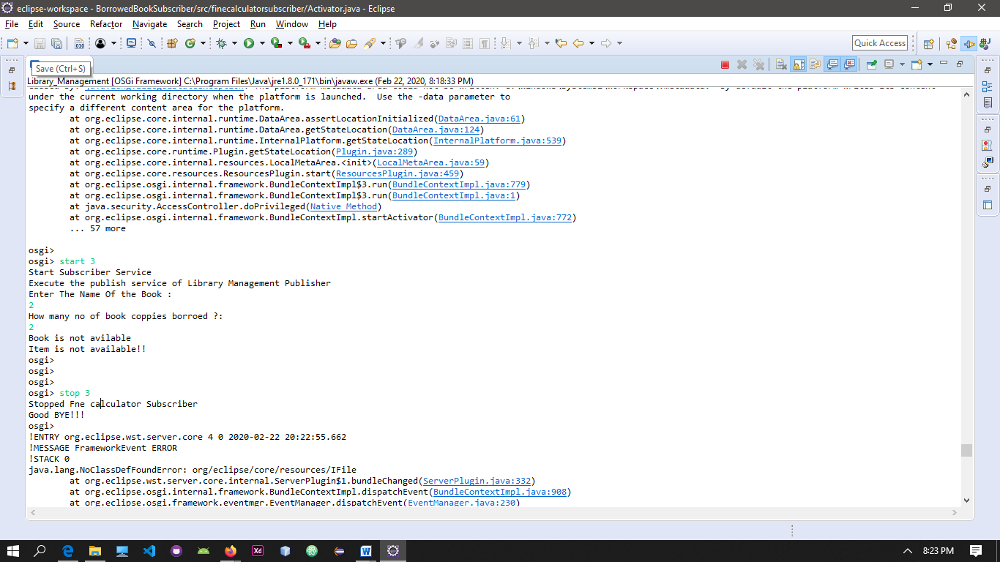 eclipse-workspace - BorrowedBookSubscriber/src/finecalculatorsubscriber/Activator.java - Eclipse
File Edit Source Refactor Navigate Search Project Run Window Help
Quick Access
Save (Ctrl+S)
Library_Management [OSGi Framework] C:\Program Files\Java\jre1.8.0_171\bin\javaw.exe (Feb 22, 2020, 8:18:33 PM)
under the current working directory when the platform is launched.  Use the -data parameter to
specify a different content area for the platform.
at org.eclipse.core.internal.runtime.DataArea.assertLocationInitialized(DataArea.java:61)
at org.eclipse.core.internal.runtime.DataArea.getStateLocation(DataArea.java:124)
at org.eclipse.core.internal.runtime.InternalPlatform.getStateLocation(InternalPlatform.java:539)
at org.eclipse.core.runtime.Plugin.getStateLocation(Plugin.java:289)
at org.eclipse.core.internal.resources.LocalMetaArea.<init>(LocalMetaArea.java:59)
at org.eclipse.core.resources.ResourcesPlugin.start(ResourcesPlugin.java:459)
at org.eclipse.osgi.internal.framework.BundleContextImpl$3.run(BundleContextImpl.java:779)
at org.eclipse.osgi.internal.framework.BundleContextImpl$3.run(BundleContextImpl.java:1)
at java.security.AccessController.doPrivileged(Native Method)
at org.eclipse.osgi.internal.framework.BundleContextImpl.startActivator(BundleContextImpl.java:772)
... 57 more
osgi>
osgi> start 3
Start Subscriber Service
Execute the publish service of Library Management Publisher
Enter The Name Of the Book :
2
How many no of book coppies borroed ?:
2
Book is not avilable
Item is not available!!
osgi>
osgi>
osgi>
osgi> stop 3
Stopped Fne calculator Subscriber
Good BYE!!!
osgi>
!ENTRY org.eclipse.wst.server.core 4 0 2020-02-22 20:22:55.662
!MESSAGE FrameworkEvent ERROR
!STACK 0
java.lang.NoClassDefFoundError: org/eclipse/core/resources/IFile
at org.eclipse.wst.server.core.internal.ServerPlugin$1.bundleChanged(ServerPlugin.java:332)
at org.eclipse.osgi.internal.framework.BundleContextImpl.dispatchEvent(BundleContextImpl.java:908)
at org.eclipse.osgi.framework.eventmgr.EventManager.dispatchEvent(EventManager.java:230)
8:23 PM